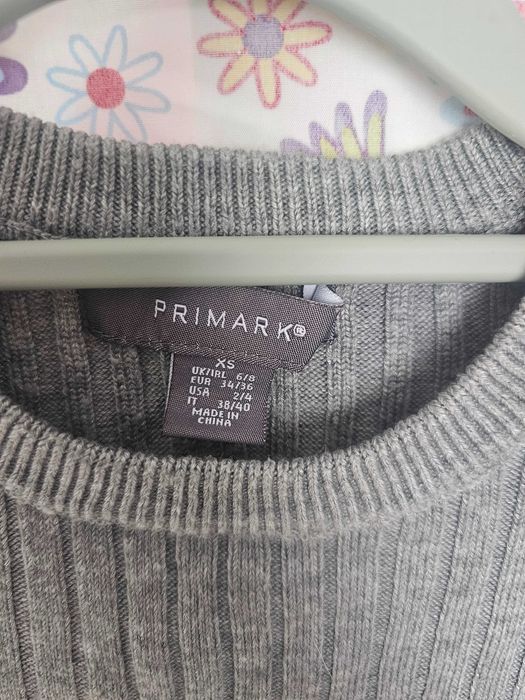 PRIMARK®
XS
UK/IRL 6/8
EUR 34/36
USA 2/4
IT 38/40
MADE IN
CHINA